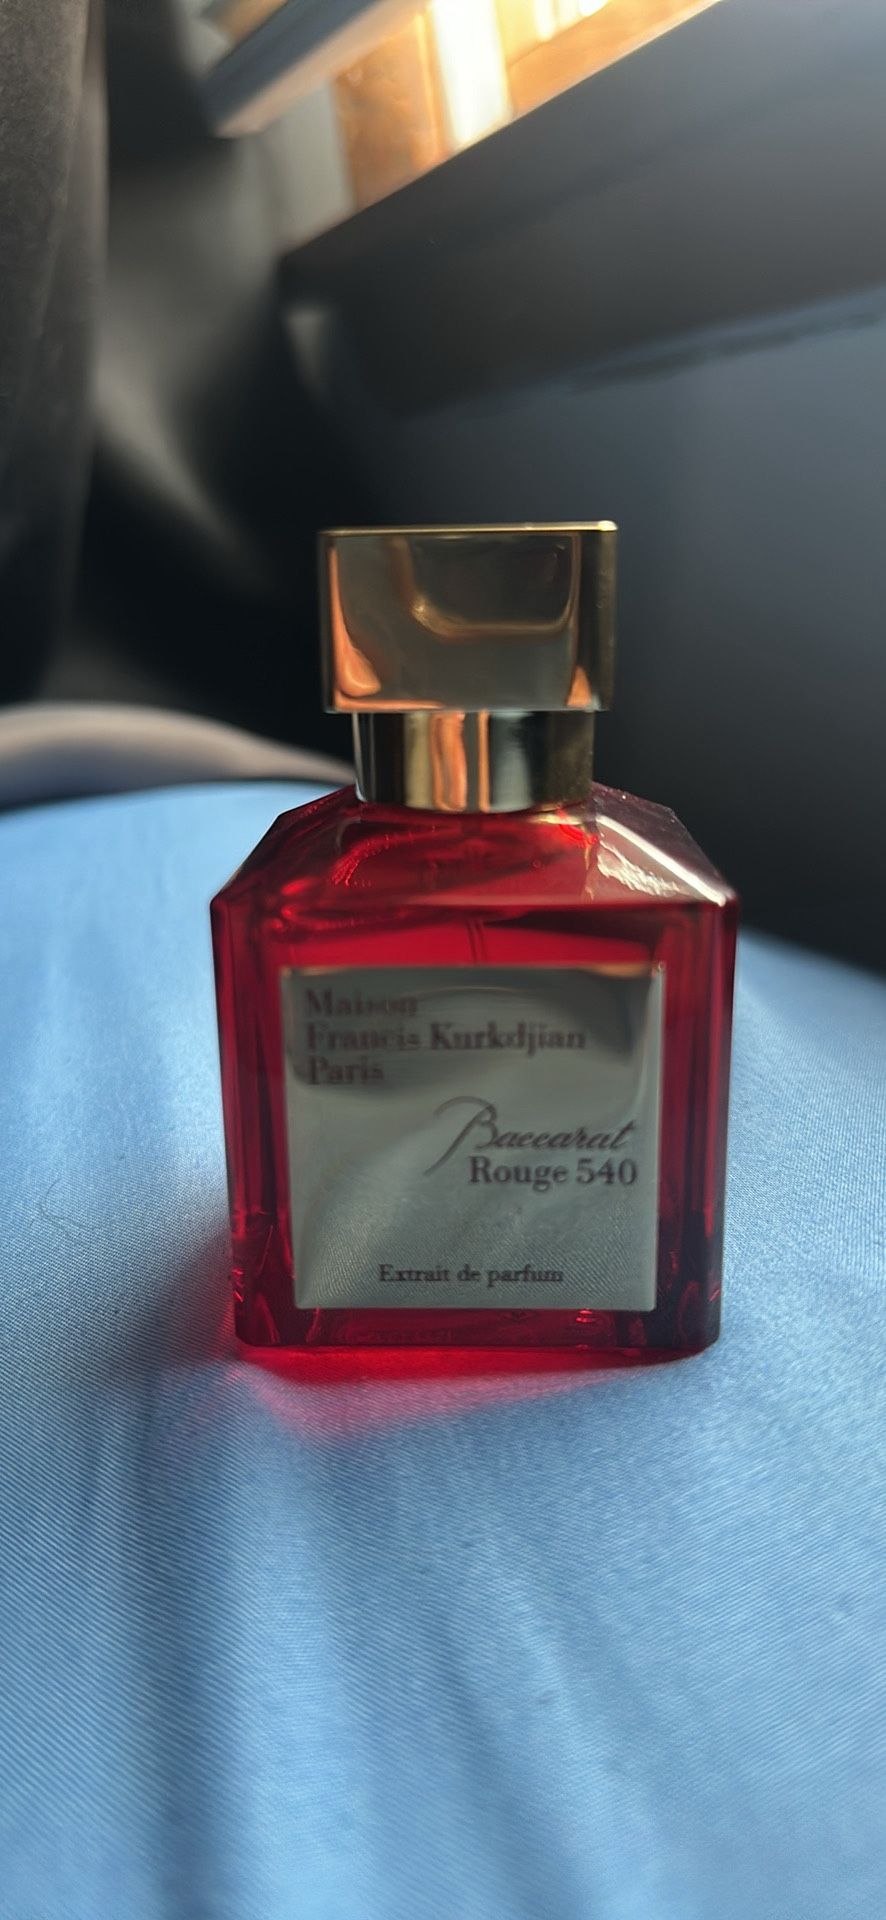 Maison
Francis Kurkdjian
Paris
Baccarat
Rouge 540
Extrait de parfum